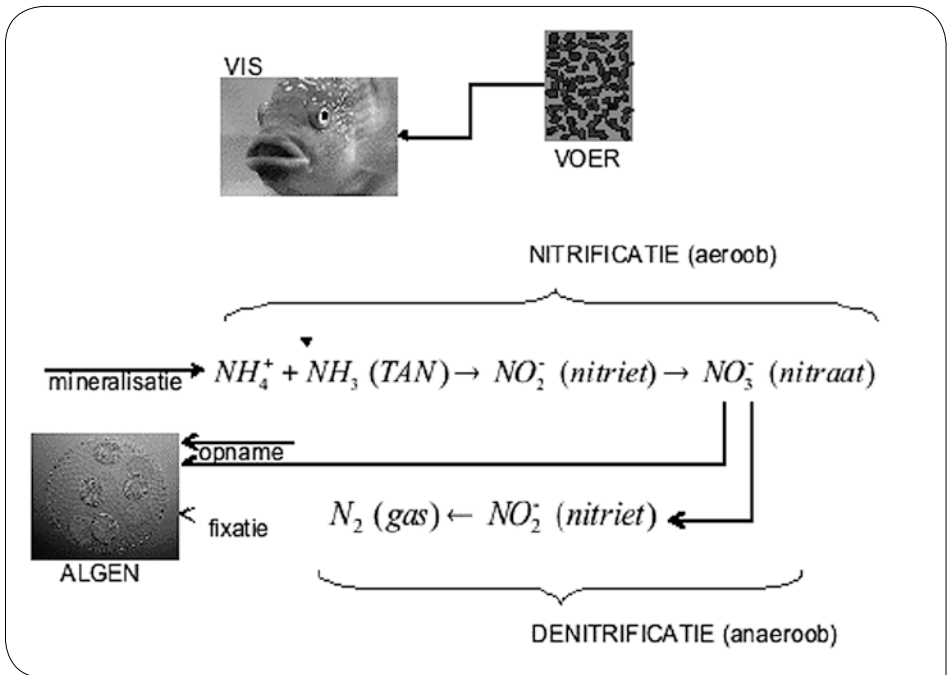 VIS
VOER
NITRIFICATIE (aeroob)
mineralisatie
NH₄⁺ + NH₃ (TAN) → NO₂⁻ (nitriet) → NO₃⁻ (nitraat)
opname
fixatie
N₂ (gas) ← NO₂⁻ (nitriet)
ALGEN
DENITRIFICATIE (anaeroob)